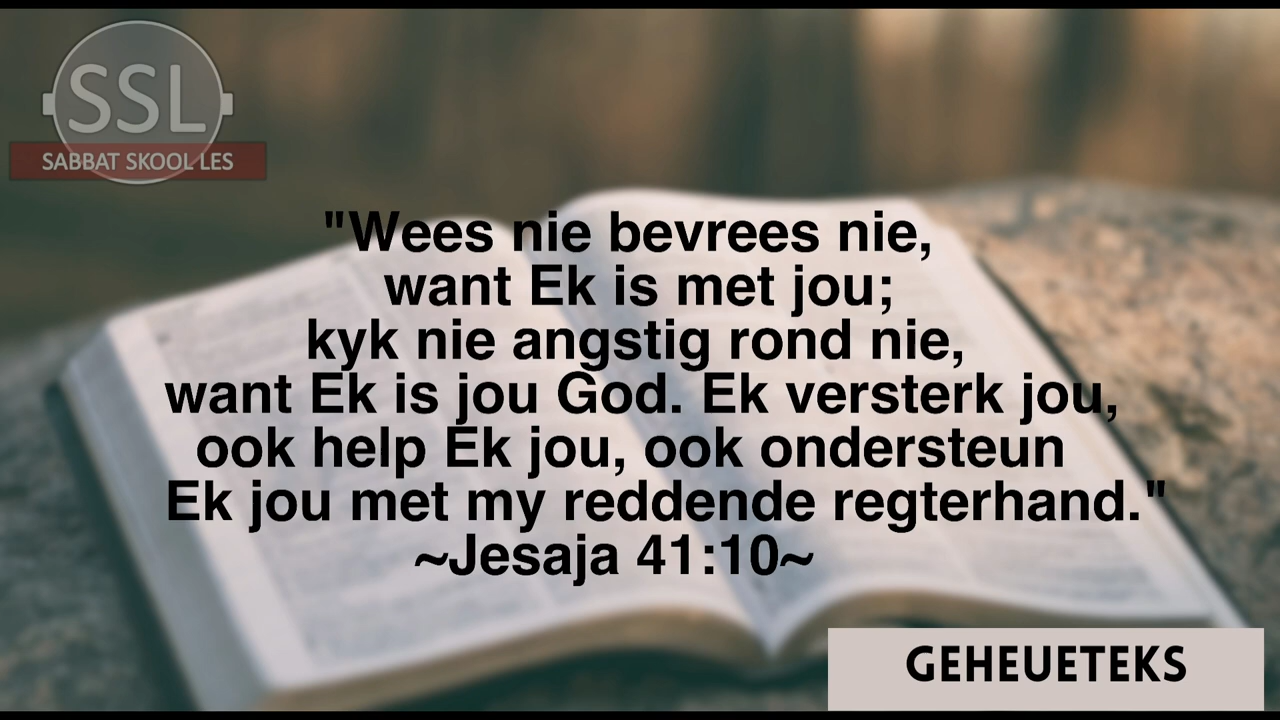 SSL
SABBAT SKOOL LES
"Wees nie bevrees nie,
want Ek is met jou;
kyk nie angstig rond nie,
want Ek is jou God. Ek versterk jou,
ook help Ek jou, ook ondersteun
Ek jou met my reddende regterhand."
~Jesaja 41:10~
GEHEUETEKS